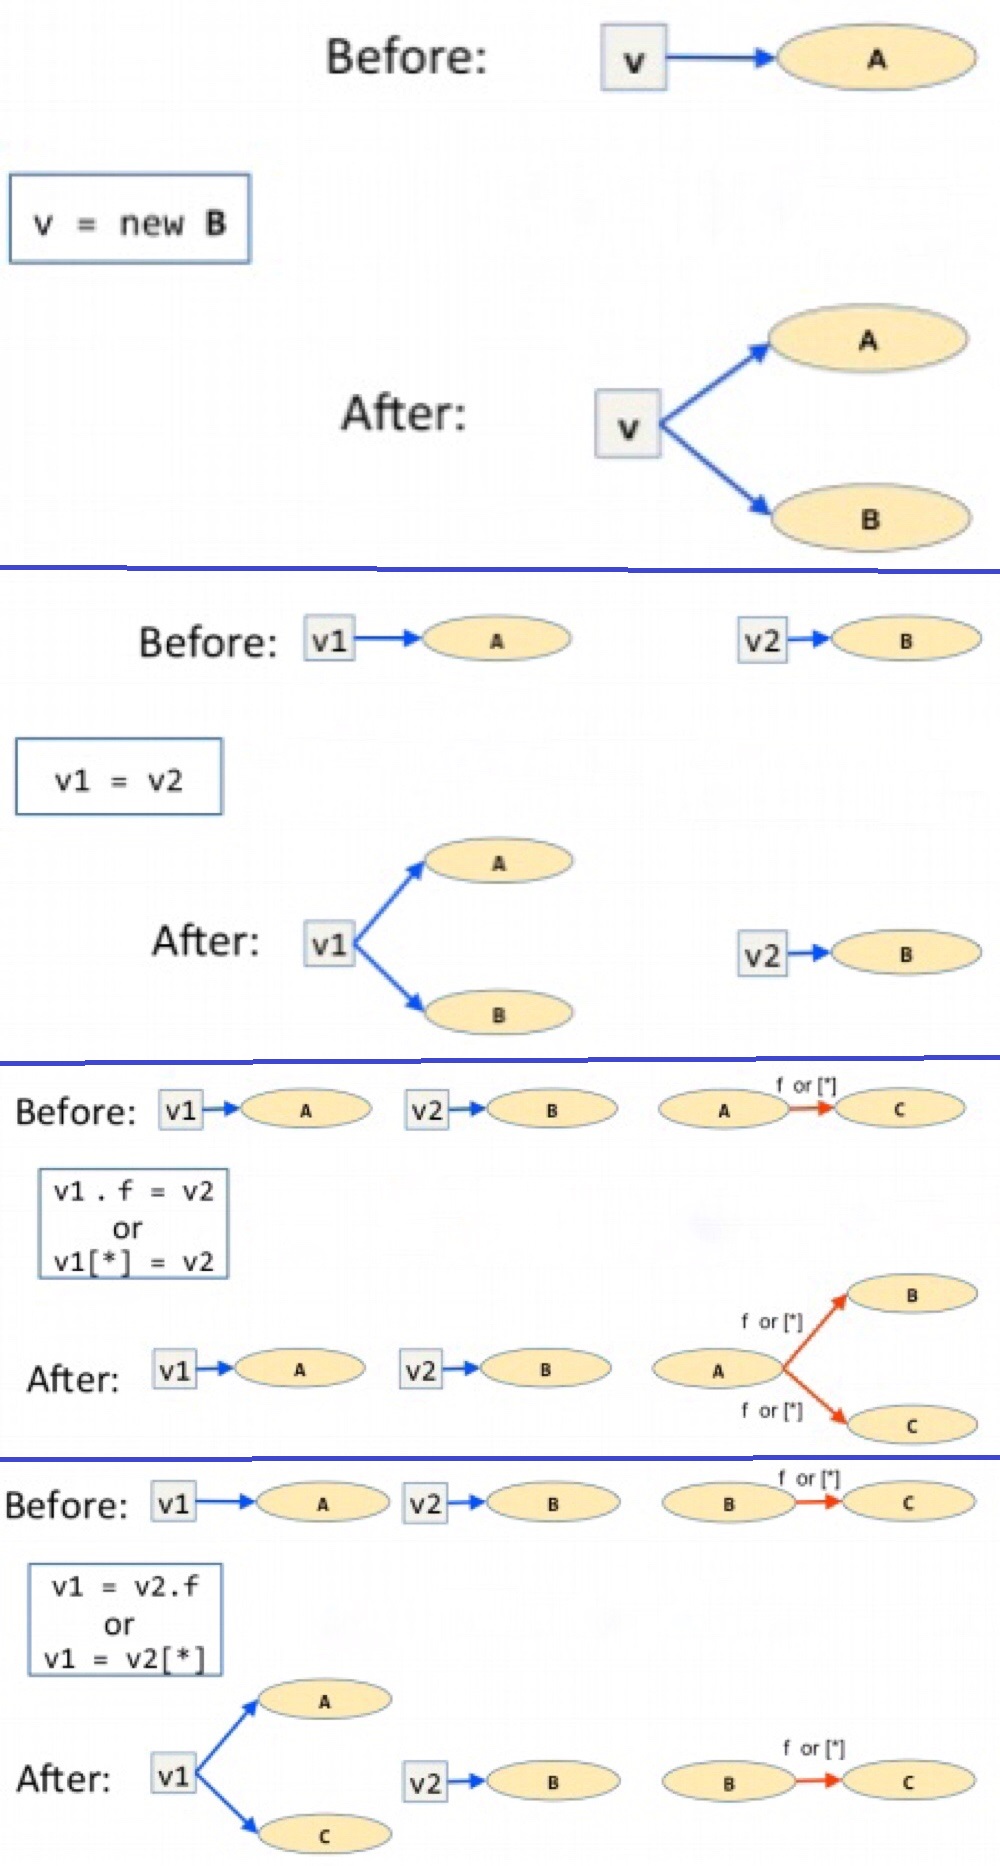 Before: v A
v = new B
A
After: v
B
Before: v1 A v2 B
v1 = v2
A
After: v1 v2 B
B
f or [*]
Before: v1 A v2 B A C
v1.f = v2
or
v1[*] = v2
B
f or [*]
After: v1 A v2 B A
f or [*]
C
f or [*]
Before: v1 A v2 B B C
v1 = v2.f
or
v1 = v2[*]
A
f or [*]
After: v1 v2 B B C
C